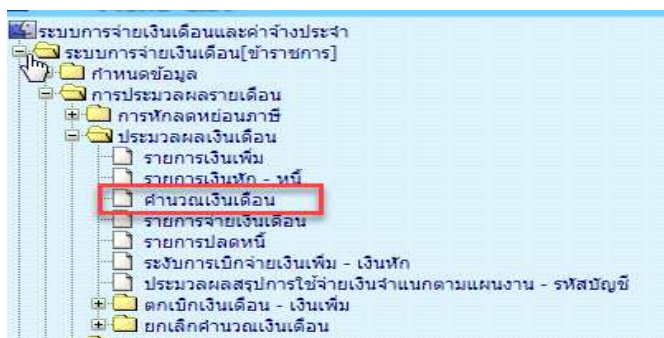 ระบบการจ่ายเงินเดือนและค่าจ้างประจำ
ระบบการจ่ายเงินเดือน[ข้าราชการ]
กำหนดข้อมูล
การประมวลผลรายเดือน
การหักลดหย่อนภาษี
ประมวลผลเงินเดือน
รายการเงินเพิ่ม
รายการเงินหัก - หนี้
คำนวณเงินเดือน
รายการจ่ายเงินเดือน
รายการปลดหนี้
ระงับการเบิกจ่ายเงินเพิ่ม - เงินหัก
ประมวลผลสรุปการใช้จ่ายเงินจำแนกตามแผนงาน - รหัสบัญชี
ตกเบิกเงินเดือน - เงินเพิ่ม
ยกเลิกคำนวณเงินเดือน